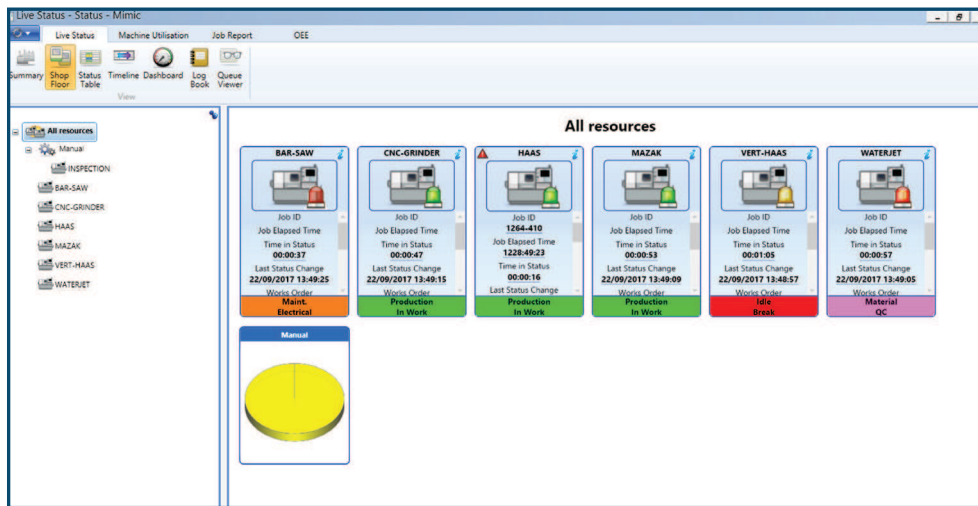 Live Status - Status - Mimic
Live Status
Machine Utilisation
Job Report
OEE
Summary
Shop Floor
Status Table
Timeline
Dashboard
Log Book
Queue Viewer
View
All resources
Manual
INSPECTION
BAR-SAW
CNC-GRINDER
HAAS
MAZAK
VERT-HAAS
WATERJET
All resources
BAR-SAW
Job ID
Job Elapsed Time
Time in Status
00:00:37
Last Status Change
22/09/2017 13:49:25
Works Order
Maint.
Electrical
CNC-GRINDER
Job ID
Job Elapsed Time
Time in Status
00:00:47
Last Status Change
22/09/2017 13:49:15
Works Order
Production
In Work
HAAS
Job ID
1264-410
Job Elapsed Time
1228:49:23
Time in Status
00:00:16
Last Status Change
Production
In Work
MAZAK
Job ID
Job Elapsed Time
Time in Status
00:00:53
Last Status Change
22/09/2017 13:49:09
Works Order
Production
In Work
VERT-HAAS
Job ID
Job Elapsed Time
Time in Status
00:01:05
Last Status Change
22/09/2017 13:48:57
Works Order
Idle
Break
WATERJET
Job ID
Job Elapsed Time
Time in Status
00:00:57
Last Status Change
22/09/2017 13:49:05
Works Order
Material
QC
Manual